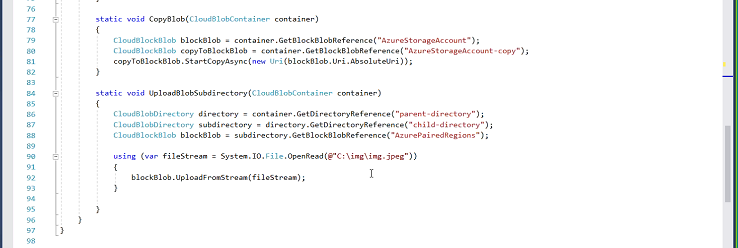 76
77 static void CopyBlob(CloudBlobContainer container)
78 {
79 CloudBlockBlob blockBlob = container.GetBlockBlobReference("AzureStorageAccount");
80 CloudBlockBlob copyToBlockBlob = container.GetBlockBlobReference("AzureStorageAccount-copy");
81 copyToBlockBlob.StartCopyAsync(new Uri(blockBlob.Uri.AbsoluteUri));
82 }
83
84 static void UploadBlobSubdirectory(CloudBlobContainer container)
85 {
86 CloudBlobDirectory directory = container.GetDirectoryReference("parent-directory");
87 CloudBlobDirectory subdirectory = directory.GetDirectoryReference("child-directory");
88 CloudBlockBlob blockBlob = subdirectory.GetBlockBlobReference("AzurePairedRegions");
89
90 using (var fileStream = System.IO.File.OpenRead(@"C:\img\img.jpeg"))
91 {
92 blockBlob.UploadFromStream(fileStream);
93 }
94
95 }
96 }
97 }
98